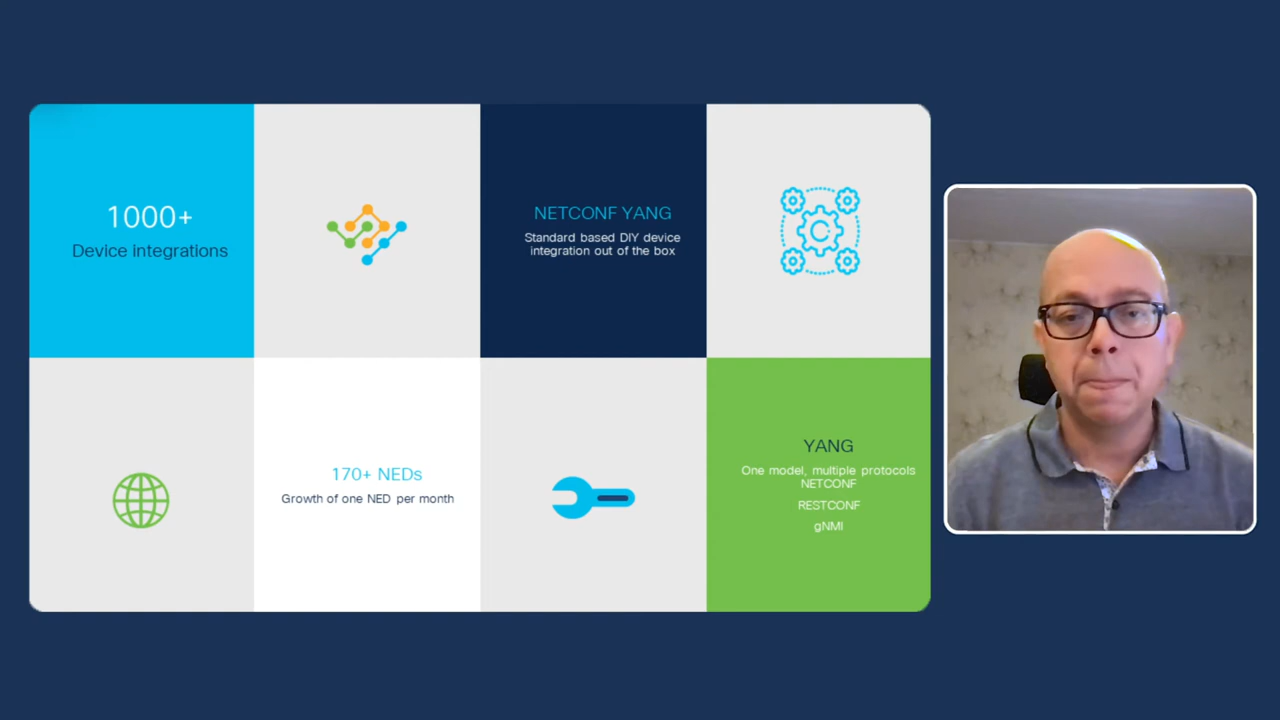 1000+
Device integrations
NETCONF YANG
Standard based DIY device
integration out of the box
170+ NEDs
Growth of one NED per month
YANG
One model, multiple protocols
NETCONF
RESTCONF
gNMI